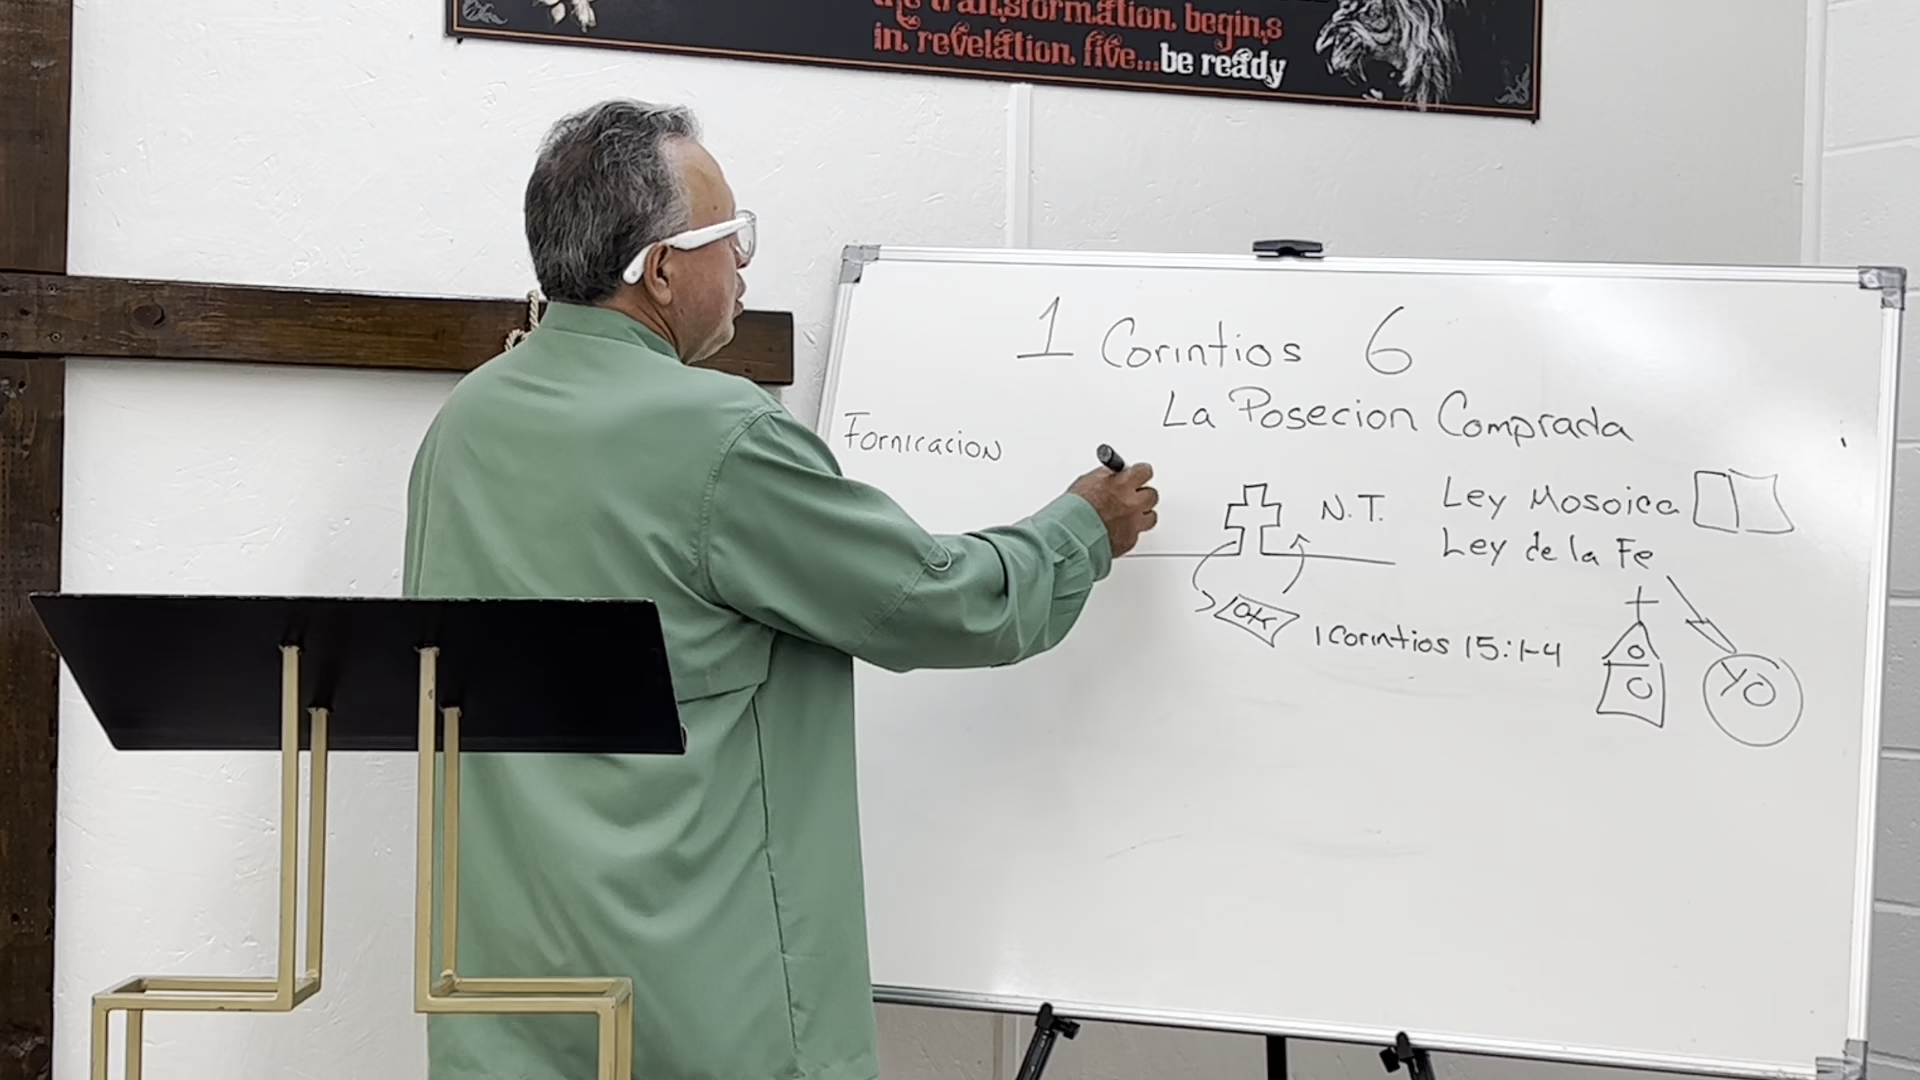 the transformation begins
in revelation five...be ready
1 Corintios 6
La Posecion Comprada
Fornicacion
N.T.
Ley Mosoica
Ley de la Fe
1 Corintios 15:1-4
YO